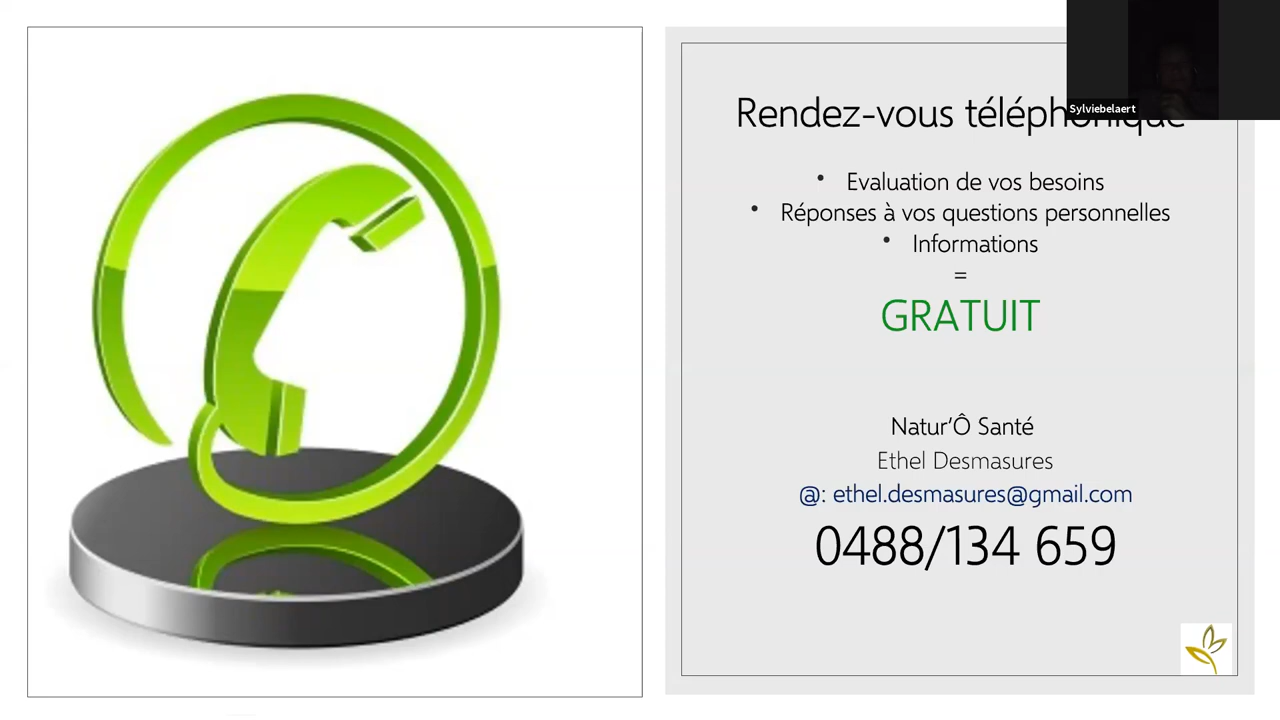 Sylviebelaert
Rendez-vous téléphonique
• Evaluation de vos besoins
• Réponses à vos questions personnelles
• Informations
=
GRATUIT
Natur'Ô Santé
Ethel Desmasures
@: ethel.desmasures@gmail.com
0488/134 659